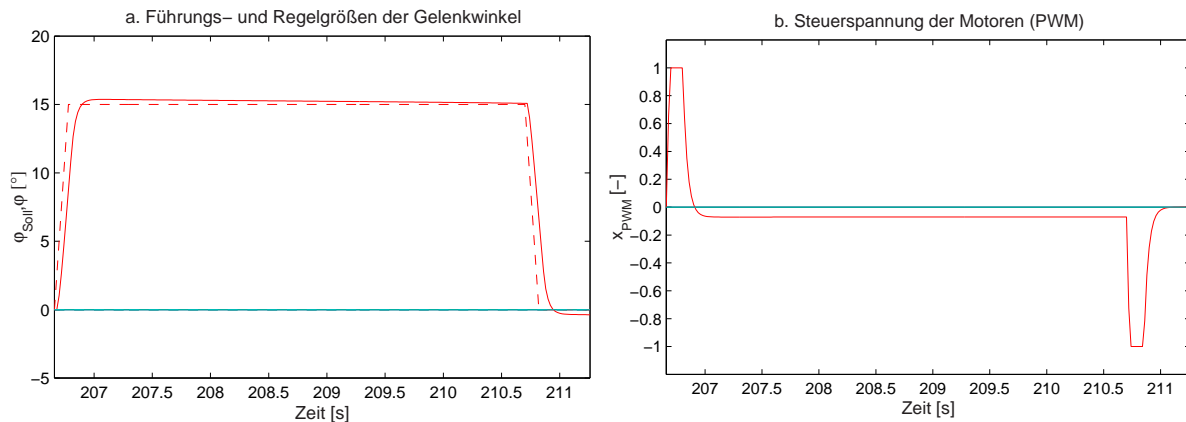 a. Führungs− und Regelgrößen der Gelenkwinkel
20
15
10
5
0
−5
φSoll,φ [°]
207 207.5 208 208.5 209 209.5 210 210.5 211
Zeit [s]
b. Steuerspannung der Motoren (PWM)
1
0.8
0.6
0.4
0.2
0
−0.2
−0.4
−0.6
−0.8
−1
xPWM [−]
207 207.5 208 208.5 209 209.5 210 210.5 211
Zeit [s]